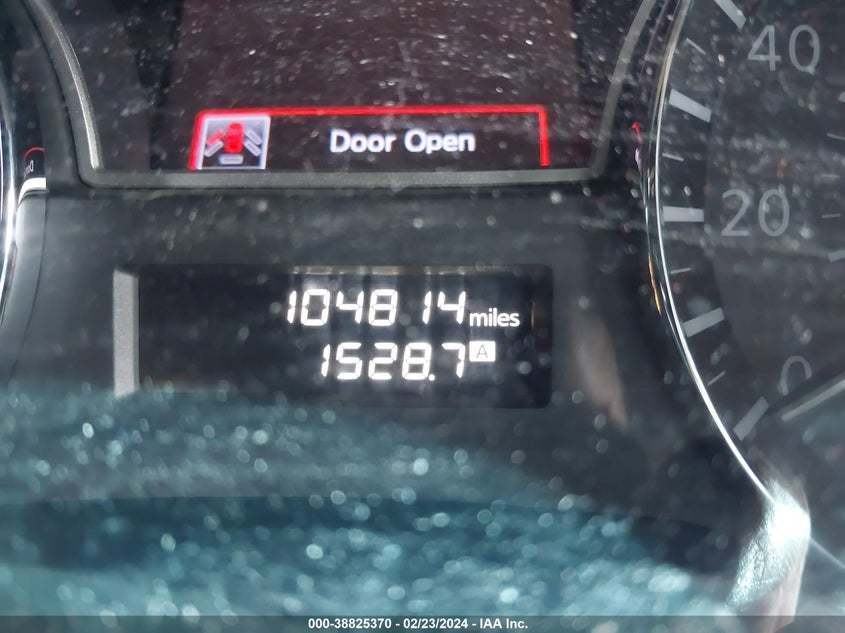 40
Door Open
20
104814 miles
1528.7 A
0
000-38825370 - 02/23/2024 - IAA Inc.